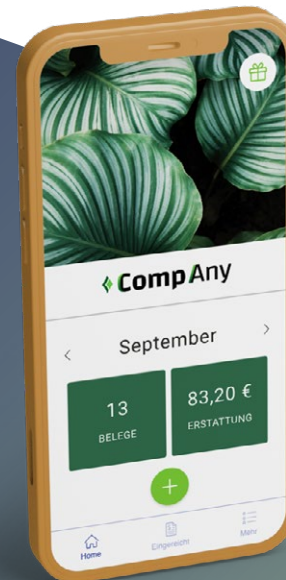 CompAny
September
13
BELEGE
83,20 €
ERSTATTUNG
Home
Eingereicht
Mehr